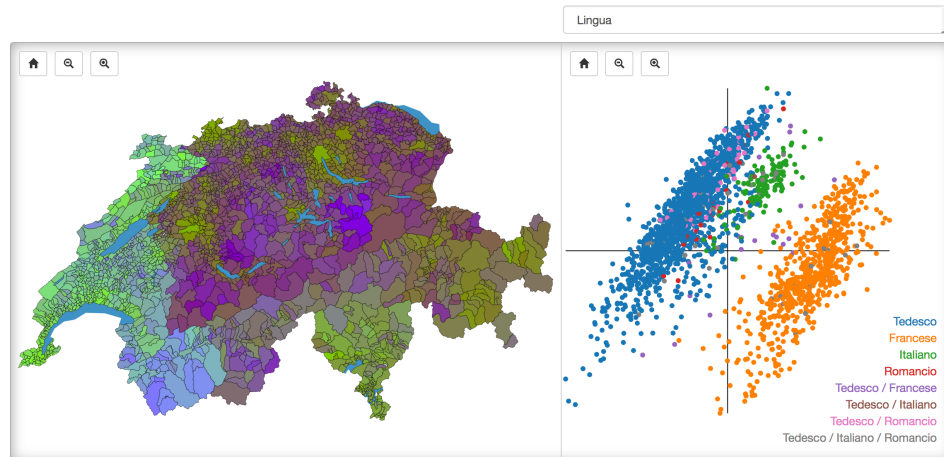 Lingua
Tedesco
Francese
Italiano
Romancio
Tedesco / Francese
Tedesco / Italiano
Tedesco / Romancio
Tedesco / Italiano / Romancio